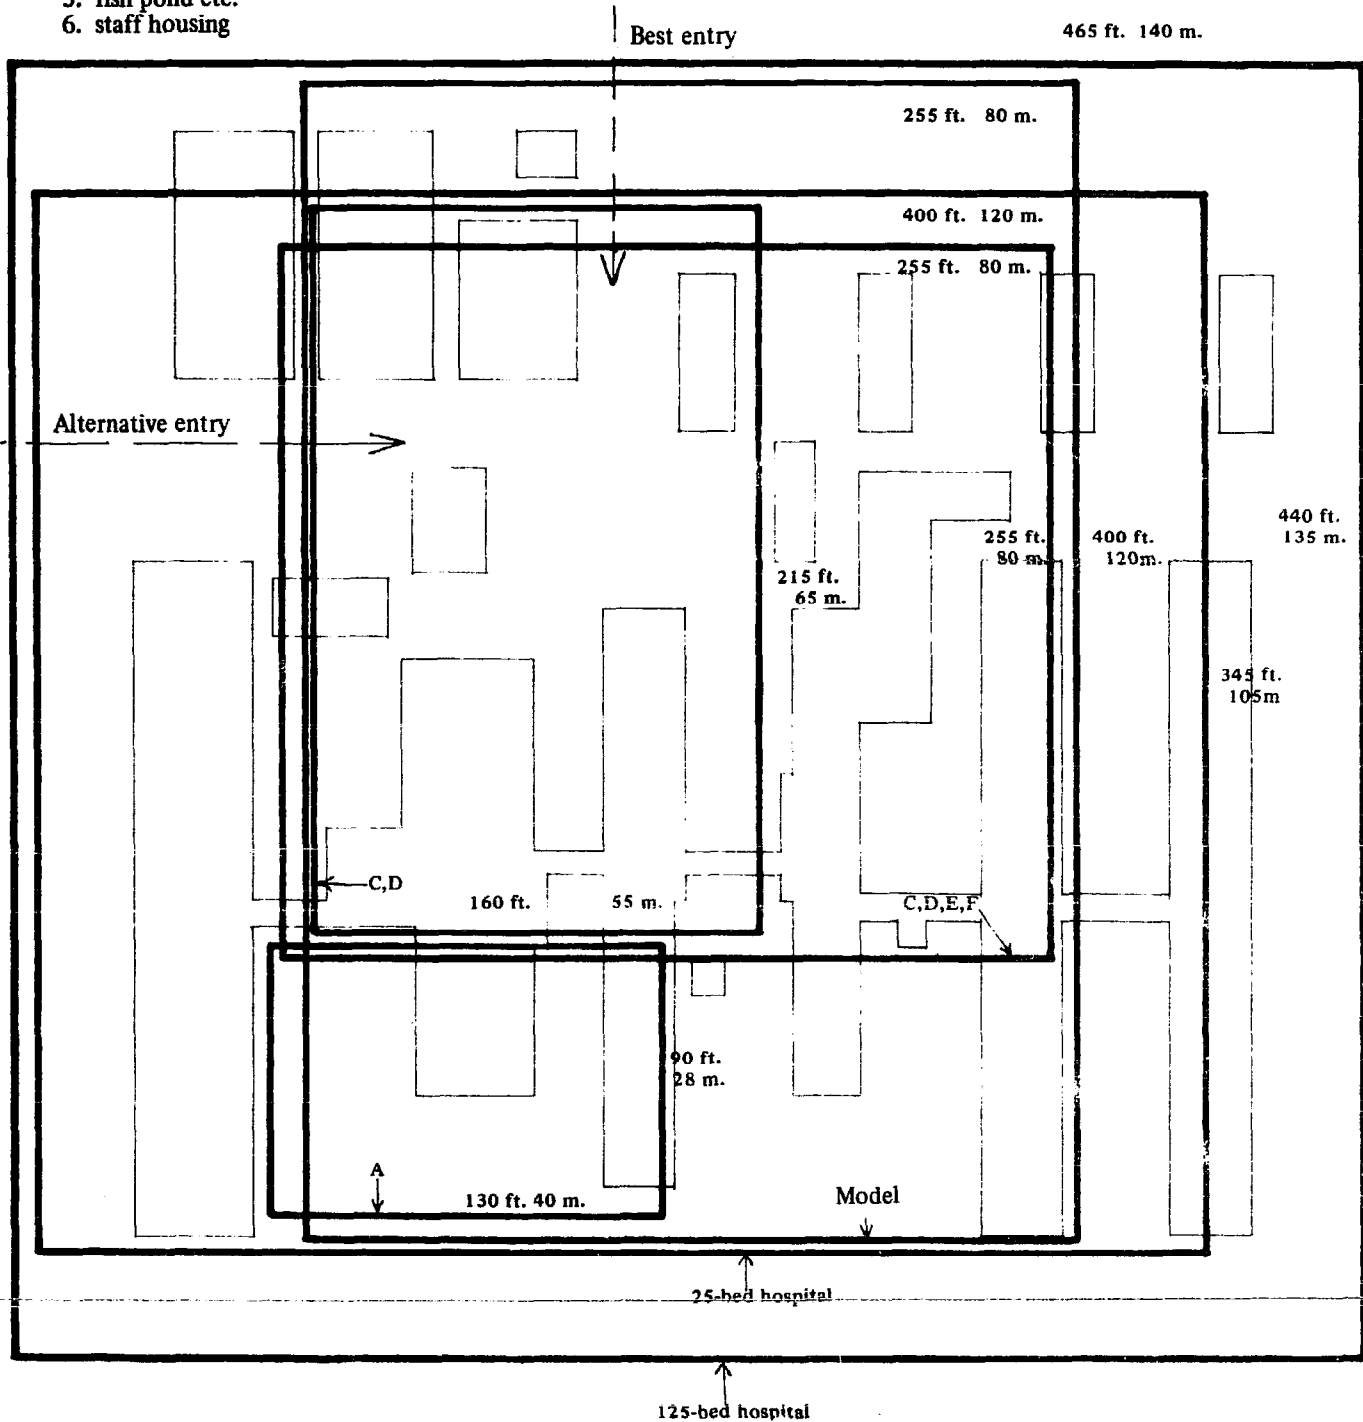 5. fish pond etc.
6. staff housing
Best entry
465 ft. 140 m.
255 ft. 80 m.
400 ft. 120 m.
255 ft. 80 m.
Alternative entry
440 ft.
135 m.
255 ft.
80 m.
400 ft.
120m.
215 ft.
65 m.
345 ft.
105m
C,D
160 ft. 55 m.
C,D,E,F
90 ft.
28 m.
A
130 ft. 40 m.
Model
25-bed hospital
125-bed hospital